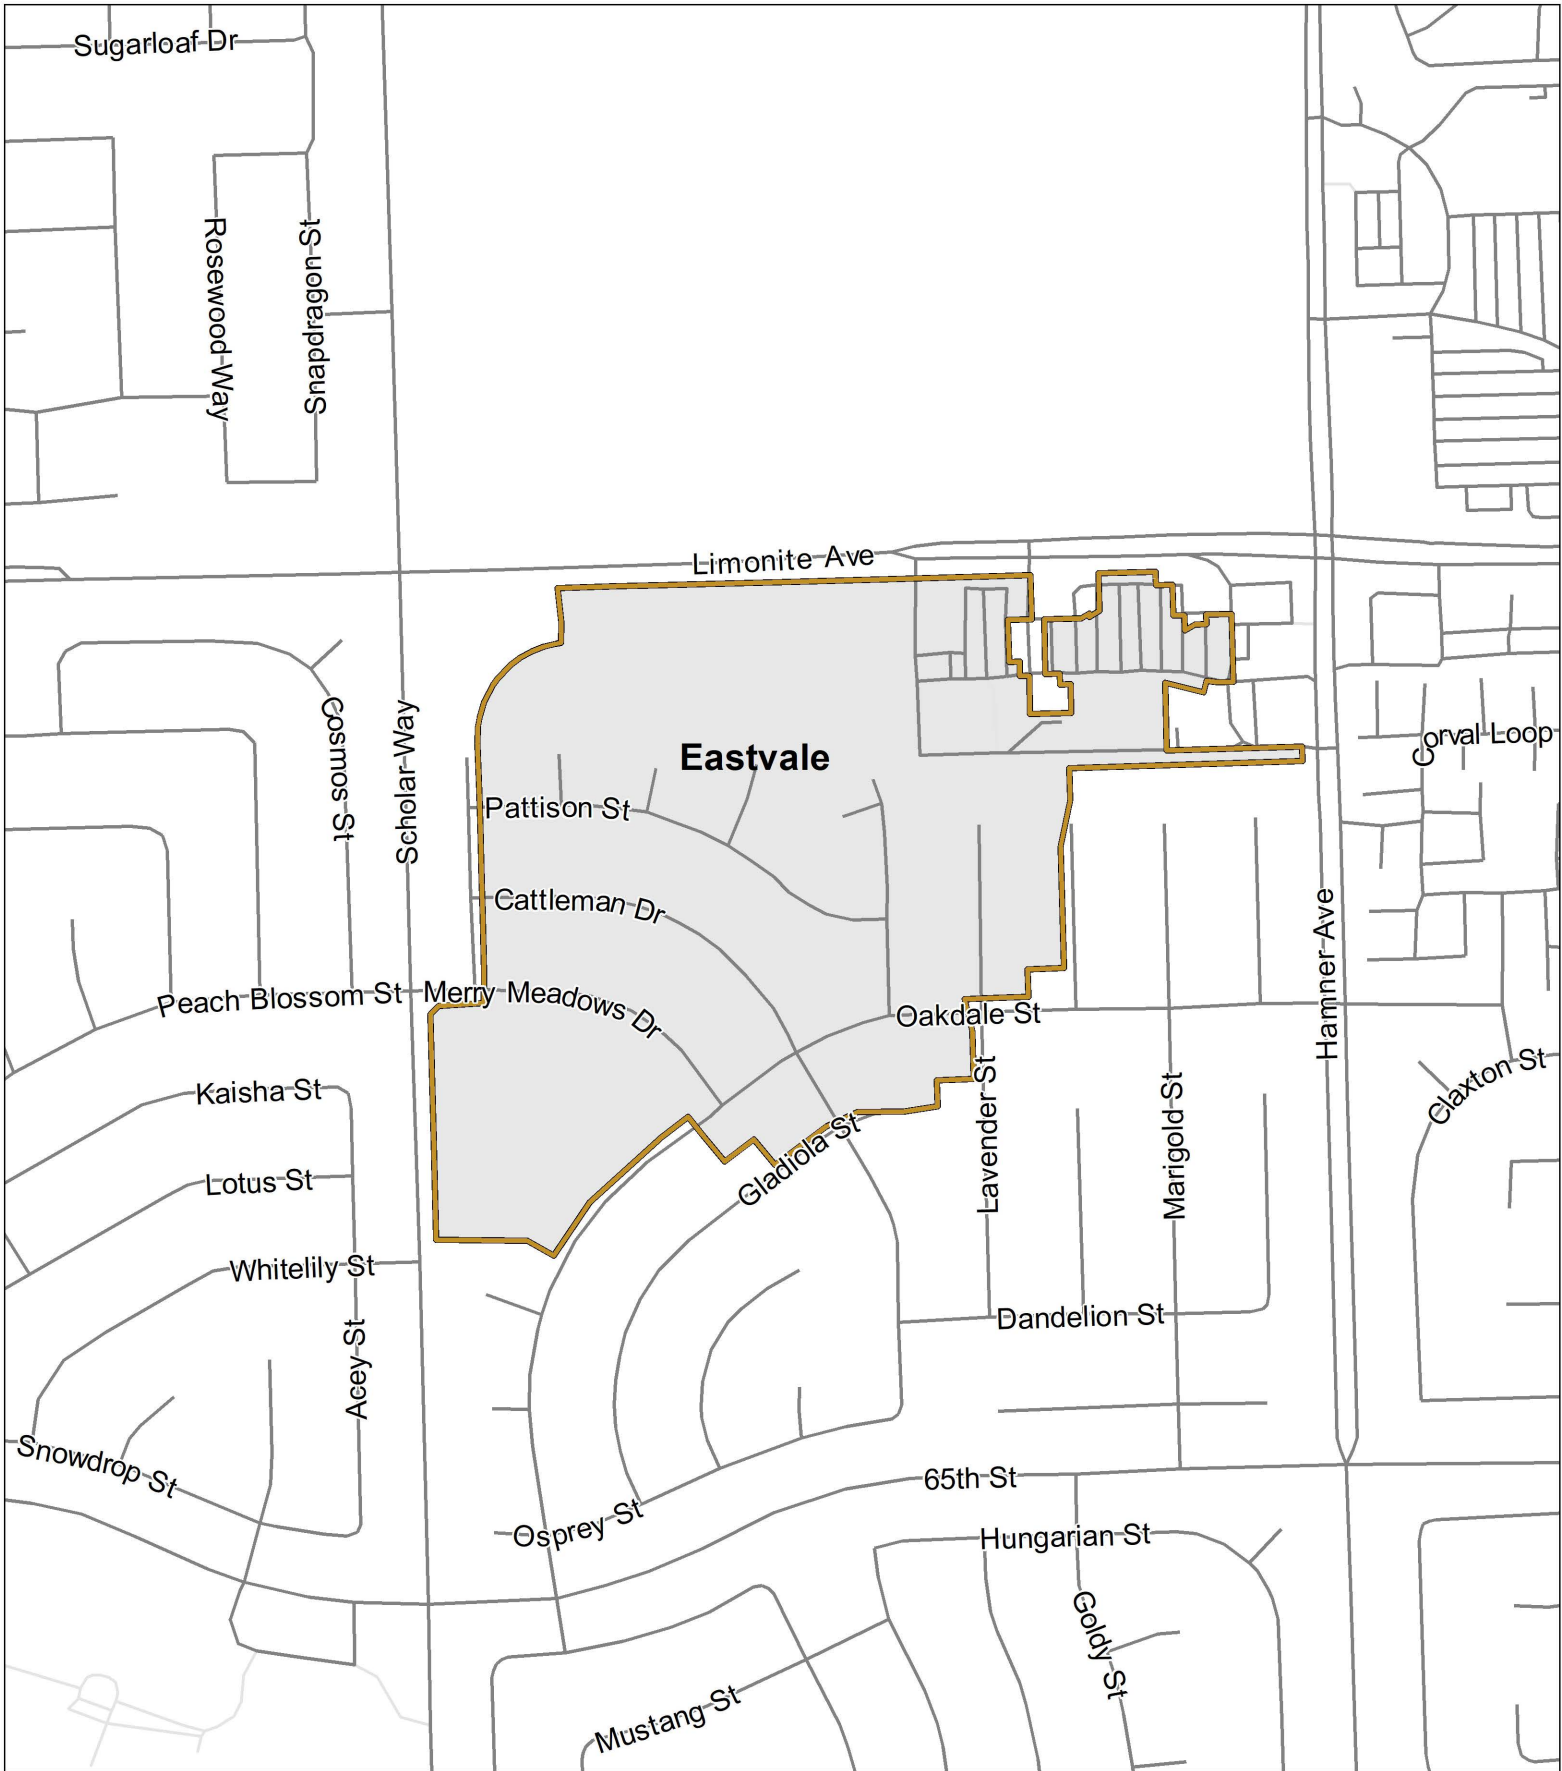 Sugarloaf Dr
Rosewood Way
Snapdragon St
Limonite Ave
Cosmos St
Scholar Way
Eastvale
Corval Loop
Pattison St
Cattleman Dr
Hamner Ave
Peach Blossom St
Merry Meadows Dr
Oakdale St
Kaisha St
Lavender St
Marigold St
Claxton St
Gladiola St
Lotus St
Whitelily St
Acey St
Dandelion St
Snowdrop St
65th St
Osprey St
Hungarian St
Goldy St
Mustang St